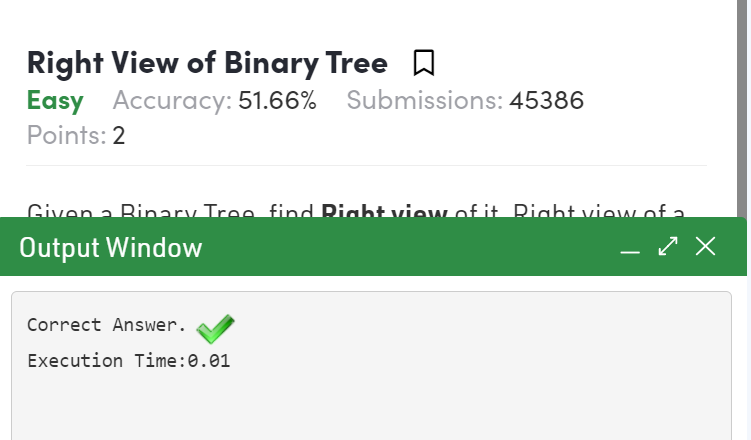 Right View of Binary Tree
Easy Accuracy: 51.66% Submissions: 45386
Points: 2
Given a Binary Tree, find Right view of it. Right view of a
Output Window
Correct Answer.
Execution Time:0.01